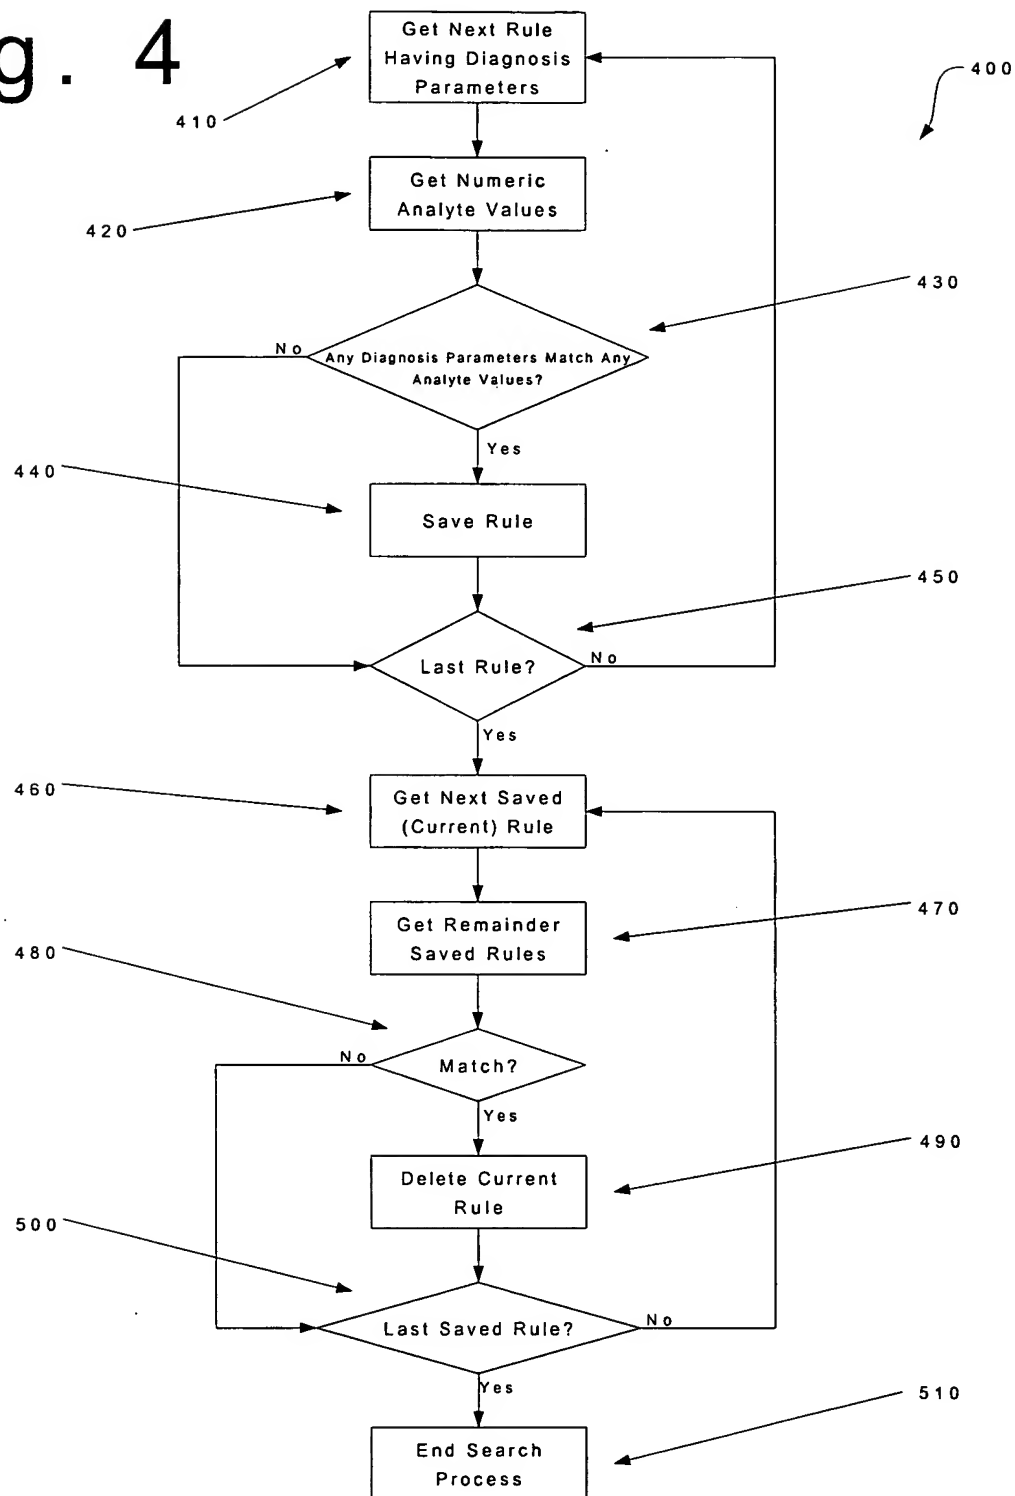 g. 4
Get Next Rule
Having Diagnosis
Parameters
400
410
Get Numeric
Analyte Values
420
430
No
Any Diagnosis Parameters Match Any
Analyte Values?
Yes
440
Save Rule
450
Last Rule?
No
Yes
460
Get Next Saved
(Current) Rule
470
Get Remainder
Saved Rules
480
No
Match?
Yes
490
Delete Current
Rule
500
Last Saved Rule?
No
Yes
510
End Search
Process